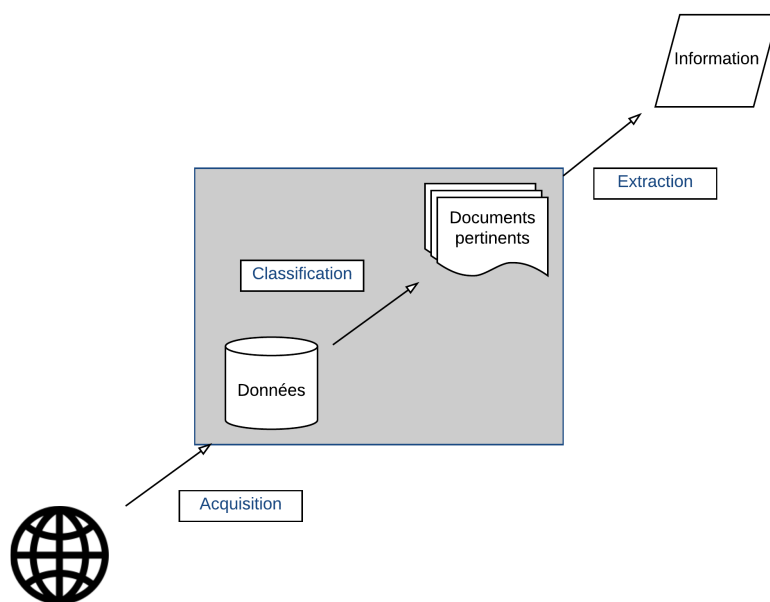 Information
Extraction
Documents
pertinents
Classification
Données
Acquisition